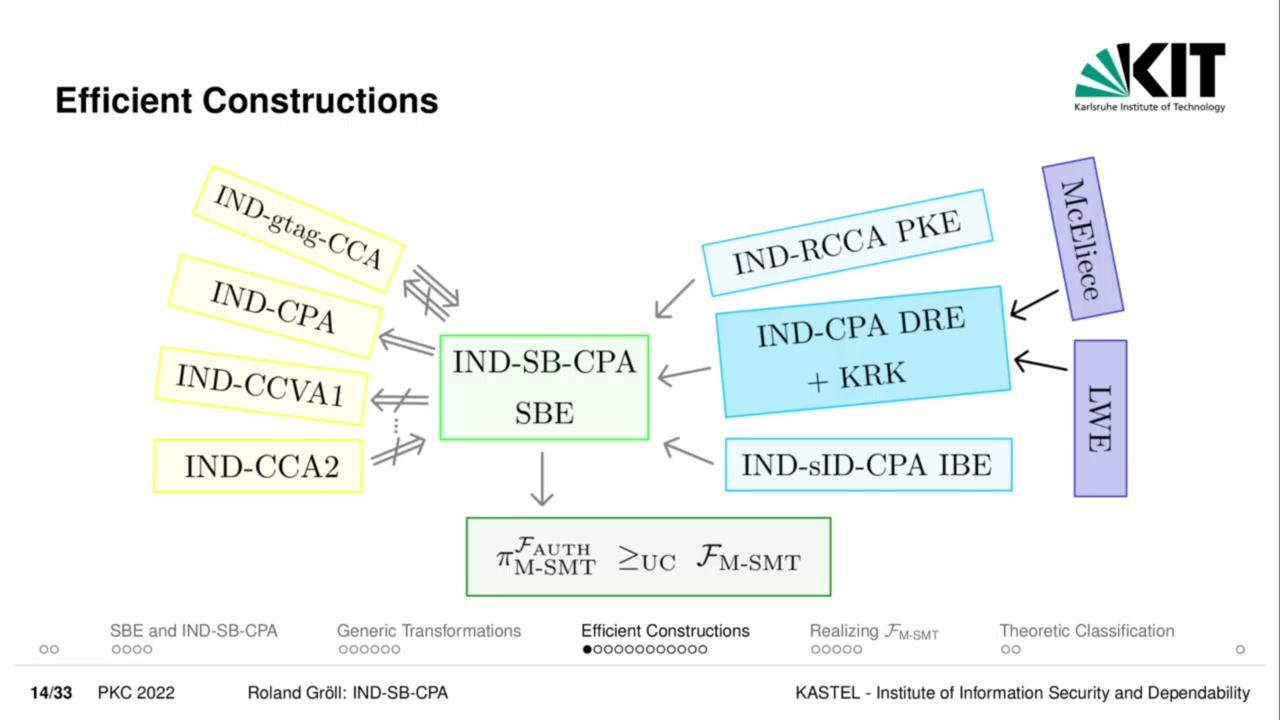 Efficient Constructions
KIT
Karlsruhe Institute of Technology
IND-gtag-CCA
IND-CPA
IND-CCVA1
IND-CCA2
IND-SB-CPA
SBE
IND-RCCA PKE
IND-CPA DRE
+ KRK
IND-sID-CPA IBE
McEliece
LWE
π^{ℱ_AUTH}_{M-SMT} ≥_UC ℱ_{M-SMT}
SBE and IND-SB-CPA
Generic Transformations
Efficient Constructions
Realizing ℱ_{M-SMT}
Theoretic Classification
14/33 PKC 2022 Roland Gröll: IND-SB-CPA KASTEL - Institute of Information Security and Dependability